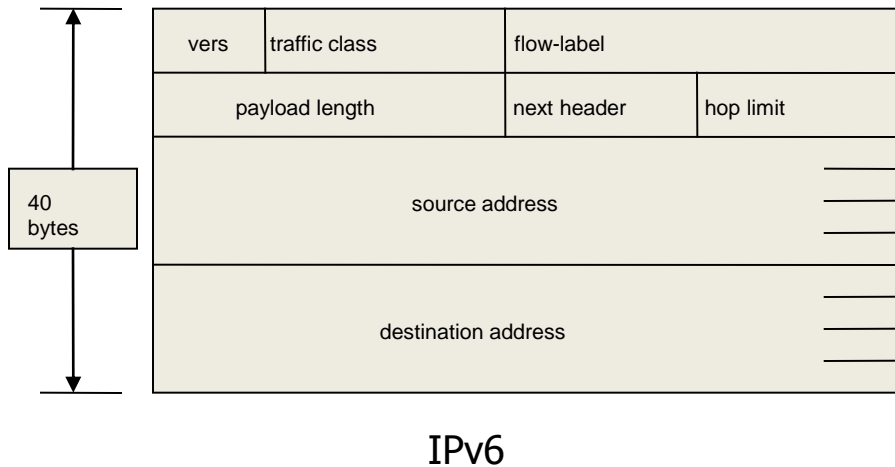 vers traffic class flow-label
payload length next header hop limit
40
bytes
source address
destination address
IPv6